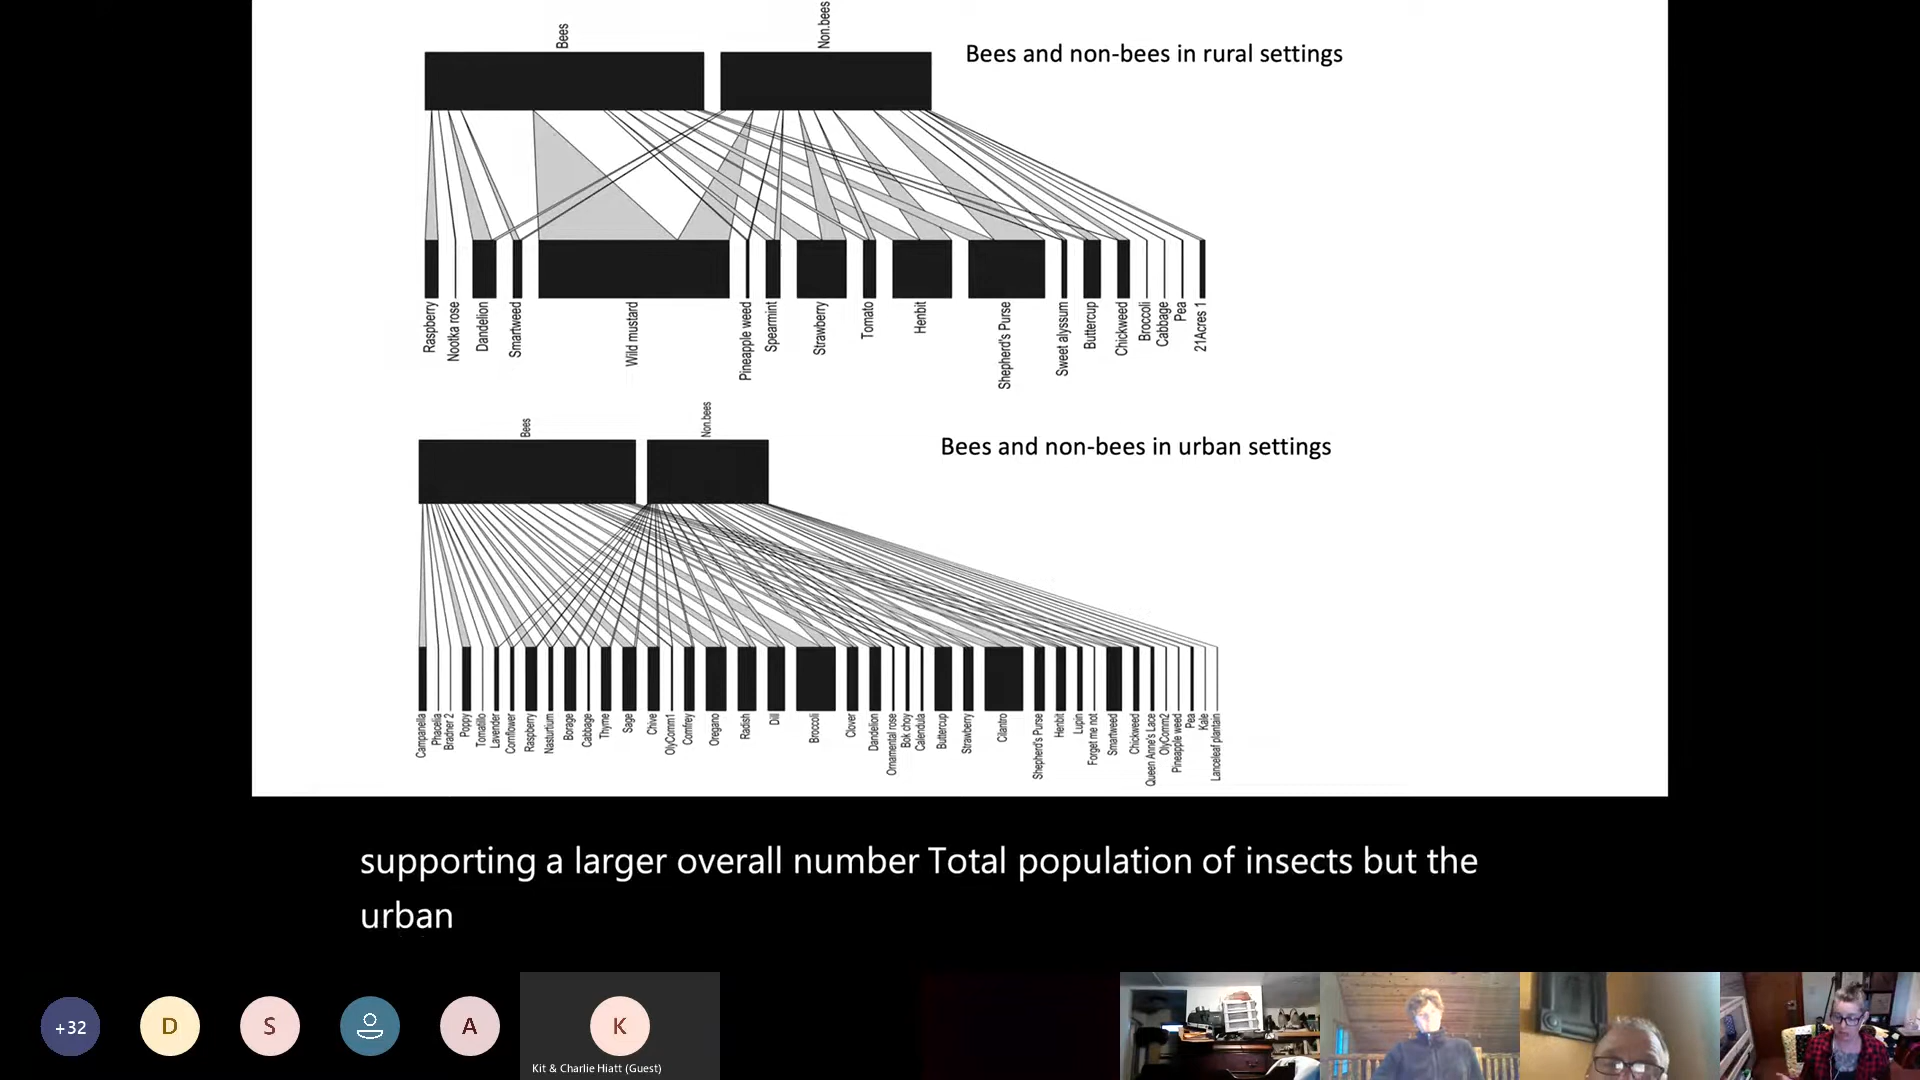 Bees
Non.bees
Bees and non-bees in rural settings
Raspberry
Nootka rose
Dandelion
Smartweed
Wild mustard
Pineapple weed
Spearmint
Strawberry
Tomato
Henbit
Shepherd's Purse
Sweet alyssum
Buttercup
Chickweed
Broccoli
Cabbage
Pea
21Acres 1
Bees
Non.bees
Bees and non-bees in urban settings
Campanella
Phacelia
Bradner 2
Poppy
Tomatillo
Lavender
Cornflower
Raspberry
Nasturtium
Borage
Cabbage
Thyme
Sage
Chive
OlyComm1
Comfrey
Oregano
Radish
Dill
Broccoli
Clover
Dandelion
Ornamental rose
Bok choy
Calendula
Buttercup
Strawberry
Cilantro
Shepherd's Purse
Henbit
Lupin
Forget me not
Smartweed
Chickweed
Queen Anne's Lace
OlyComm2
Pineapple weed
Pea
Kale
Lanceleaf plantain
supporting a larger overall number Total population of insects but the
urban
+32
D
S
A
K
Kit & Charlie Hiatt (Guest)